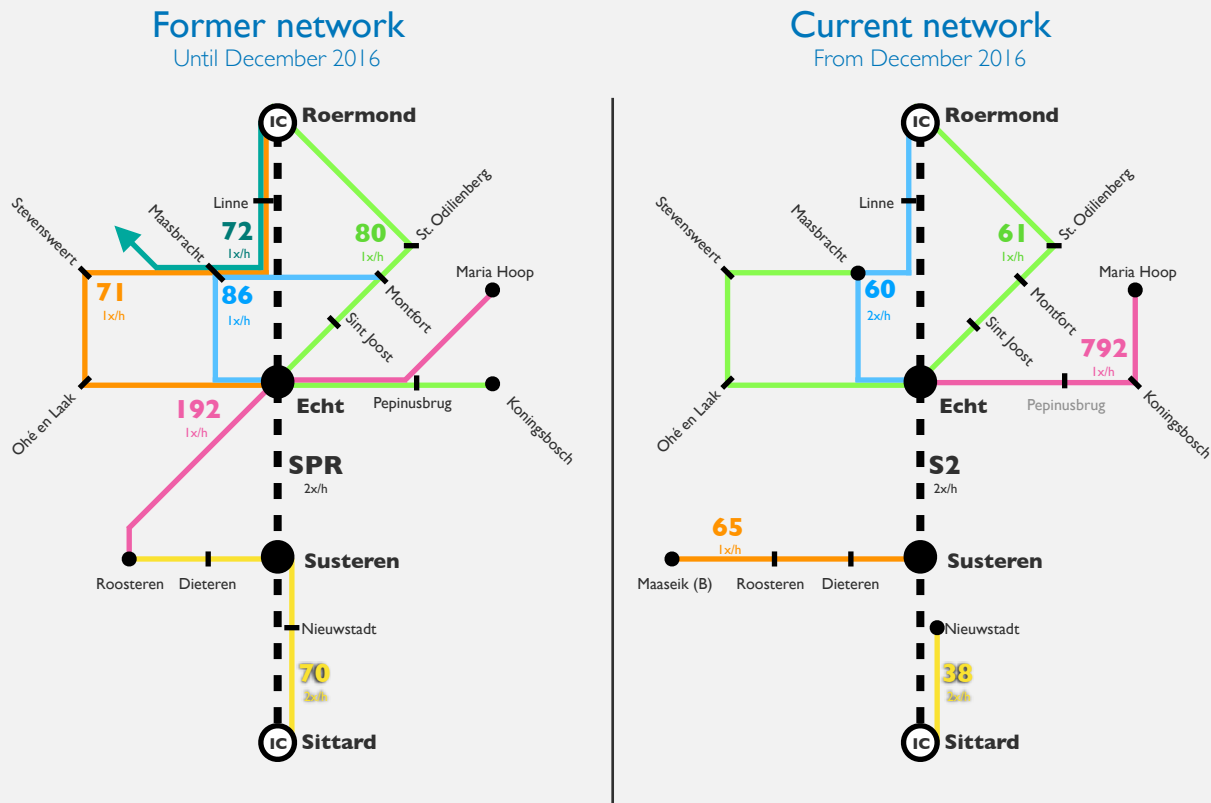 Former network
Until December 2016
IC
Roermond
Linne
Stevensweert
Maasbracht
72
1x/h
80
1x/h
St. Odilienberg
Maria Hoop
71
1x/h
86
1x/h
Montfort
Sint Joost
192
1x/h
Ohé en Laak
Echt
Pepinusbrug
Koningsbosch
SPR
2x/h
Susteren
Roosteren
Dieteren
Nieuwstadt
70
2x/h
IC
Sittard
Current network
From December 2016
IC
Roermond
Linne
Stevensweert
Maasbracht
61
1x/h
St. Odilienberg
Maria Hoop
60
2x/h
Montfort
Sint Joost
792
1x/h
Ohé en Laak
Echt
Pepinusbrug
Koningsbosch
S2
2x/h
65
1x/h
Susteren
Maaseik (B)
Roosteren
Dieteren
Nieuwstadt
38
2x/h
IC
Sittard